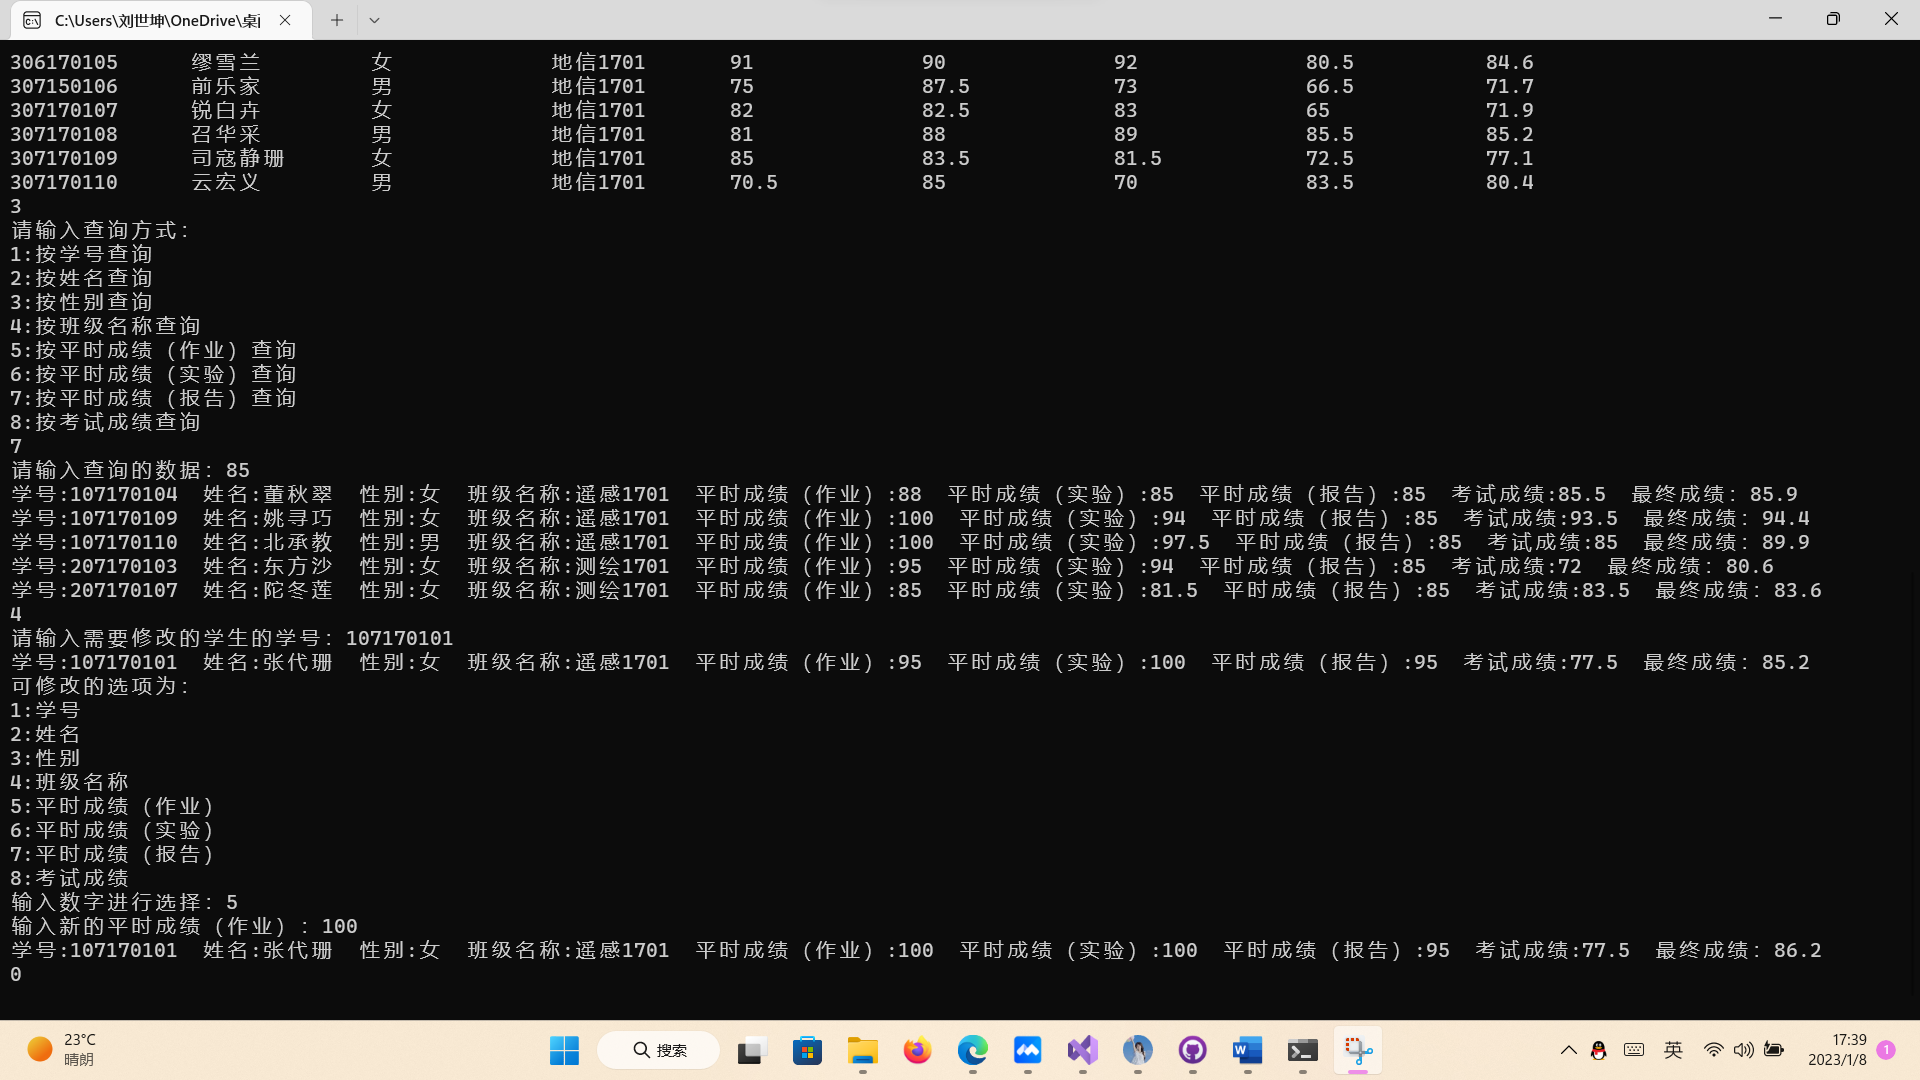 C:\Users\刘世坤\OneDrive\桌
306170105 缪雪兰 女 地信1701 91 90 92 80.5 84.6
307150106 前乐家 男 地信1701 75 87.5 73 66.5 71.7
307170107 锐白卉 女 地信1701 82 82.5 83 65 71.9
307170108 召华采 男 地信1701 81 88 89 85.5 85.2
307170109 司寇静珊 女 地信1701 85 83.5 81.5 72.5 77.1
307170110 云宏义 男 地信1701 70.5 85 70 83.5 80.4
3
请输入查询方式：
1:按学号查询
2:按姓名查询
3:按性别查询
4:按班级名称查询
5:按平时成绩（作业）查询
6:按平时成绩（实验）查询
7:按平时成绩（报告）查询
8:按考试成绩查询
7
请输入查询的数据：85
学号:107170104 姓名:董秋翠 性别:女 班级名称:遥感1701 平时成绩（作业）:88 平时成绩（实验）:85 平时成绩（报告）:85 考试成绩:85.5 最终成绩：85.9
学号:107170109 姓名:姚寻巧 性别:女 班级名称:遥感1701 平时成绩（作业）:100 平时成绩（实验）:94 平时成绩（报告）:85 考试成绩:93.5 最终成绩：94.4
学号:107170110 姓名:北承教 性别:男 班级名称:遥感1701 平时成绩（作业）:100 平时成绩（实验）:97.5 平时成绩（报告）:85 考试成绩:85 最终成绩：89.9
学号:207170103 姓名:东方沙 性别:女 班级名称:测绘1701 平时成绩（作业）:95 平时成绩（实验）:94 平时成绩（报告）:85 考试成绩:72 最终成绩：80.6
学号:207170107 姓名:陀冬莲 性别:女 班级名称:测绘1701 平时成绩（作业）:85 平时成绩（实验）:81.5 平时成绩（报告）:85 考试成绩:83.5 最终成绩：83.6
4
请输入需要修改的学生的学号：107170101
学号:107170101 姓名:张代珊 性别:女 班级名称:遥感1701 平时成绩（作业）:95 平时成绩（实验）:100 平时成绩（报告）:95 考试成绩:77.5 最终成绩：85.2
可修改的选项为：
1:学号
2:姓名
3:性别
4:班级名称
5:平时成绩（作业）
6:平时成绩（实验）
7:平时成绩（报告）
8:考试成绩
输入数字进行选择：5
输入新的平时成绩（作业）：100
学号:107170101 姓名:张代珊 性别:女 班级名称:遥感1701 平时成绩（作业）:100 平时成绩（实验）:100 平时成绩（报告）:95 考试成绩:77.5 最终成绩：86.2
0
23°C
晴朗
搜索
英
17:39
2023/1/8
1